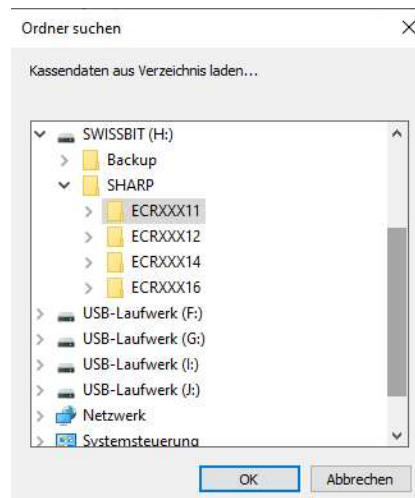 Ordner suchen
Kassendaten aus Verzeichnis laden...
SWISSBIT (H:)
Backup
SHARP
ECRXXX11
ECRXXX12
ECRXXX14
ECRXXX16
USB-Laufwerk (F:)
USB-Laufwerk (G:)
USB-Laufwerk (I:)
USB-Laufwerk (J:)
Netzwerk
Systemsteuerung
OK Abbrechen